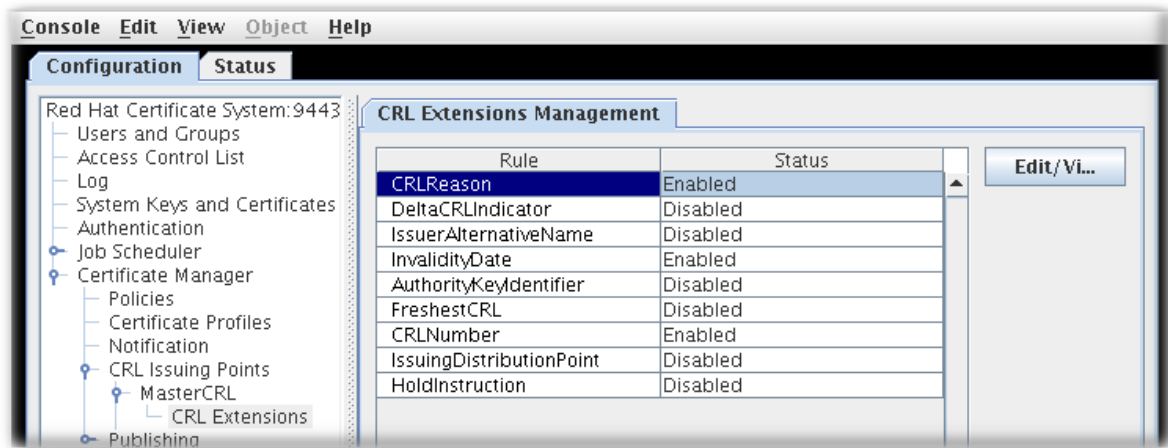 Console Edit View Object Help
Configuration Status
Red Hat Certificate System:9443
Users and Groups
Access Control List
Log
System Keys and Certificates
Authentication
Job Scheduler
Certificate Manager
Policies
Certificate Profiles
Notification
CRL Issuing Points
MasterCRL
CRL Extensions
Publishing
CRL Extensions Management
Rule Status
CRLReason Enabled
DeltaCRLIndicator Disabled
IssuerAlternativeName Disabled
InvalidityDate Enabled
AuthorityKeyIdentifier Disabled
FreshestCRL Disabled
CRLNumber Enabled
IssuingDistributionPoint Disabled
HoldInstruction Disabled
Edit/Vi...